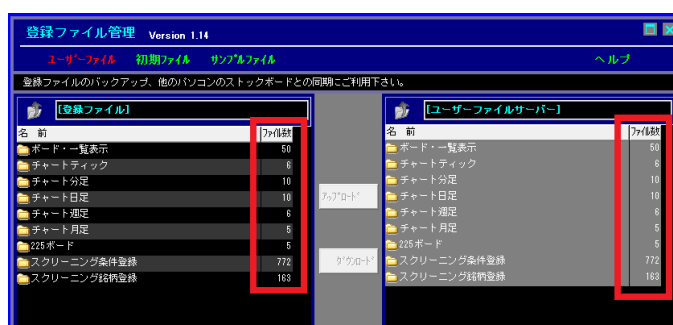 登録ファイル管理 Version 1.14
ユーザーファイル 初期ファイル サンプルファイル ヘルプ
登録ファイルのバックアップ、他のパソコンのストックボードとの同期にご利用下さい。
[登録ファイル]
名 前 ファイル数
ボード・一覧表示 50
チャートティック 6
チャート分足 10
チャート日足 10
チャート週足 6
チャート月足 5
225ボード 5
スクリーニング条件登録 772
スクリーニング銘柄登録 163
アップロード
ダウンロード
[ユーザーファイルサーバー]
名 前 ファイル数
ボード・一覧表示 50
チャートティック 6
チャート分足 10
チャート日足 10
チャート週足 6
チャート月足 5
225ボード 5
スクリーニング条件登録 772
スクリーニング銘柄登録 163